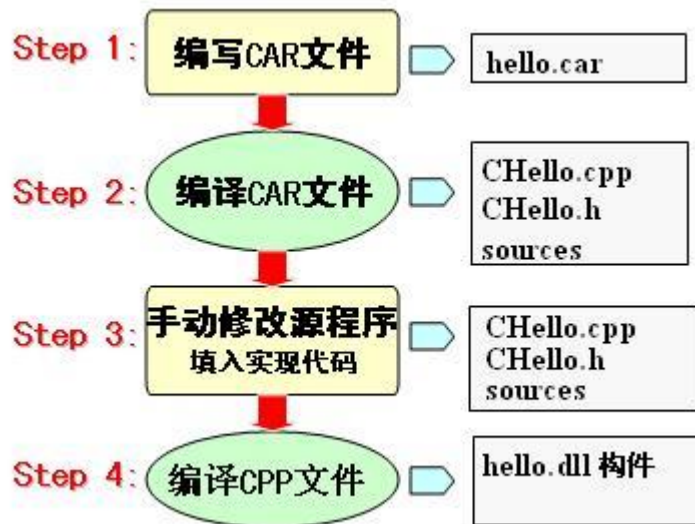 Step 1:
编写CAR文件
hello.car
Step 2:
编译CAR文件
CHello.cpp
CHello.h
sources
Step 3:
手动修改源程序
填入实现代码
CHello.cpp
CHello.h
sources
Step 4:
编译CPP文件
hello.dll 构件